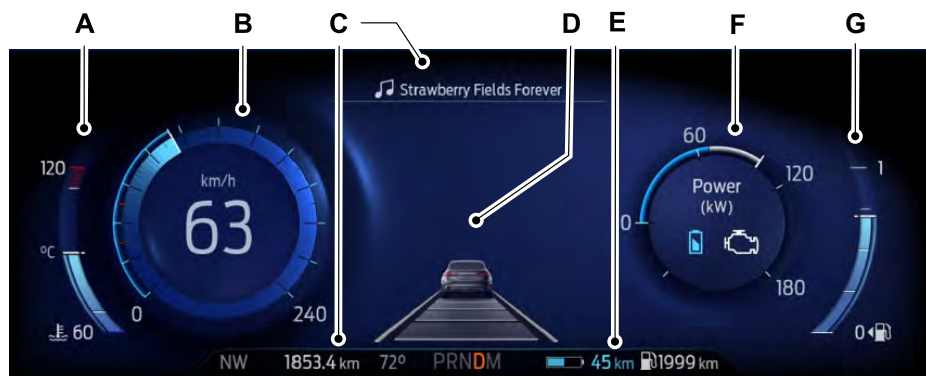 A B C D E F G
Strawberry Fields Forever
120
°C
60
km/h
63
0
240
60
0
120
180
Power
(kW)
1
0
NW 1853.4 km 72° PRNDM 45 km 1999 km